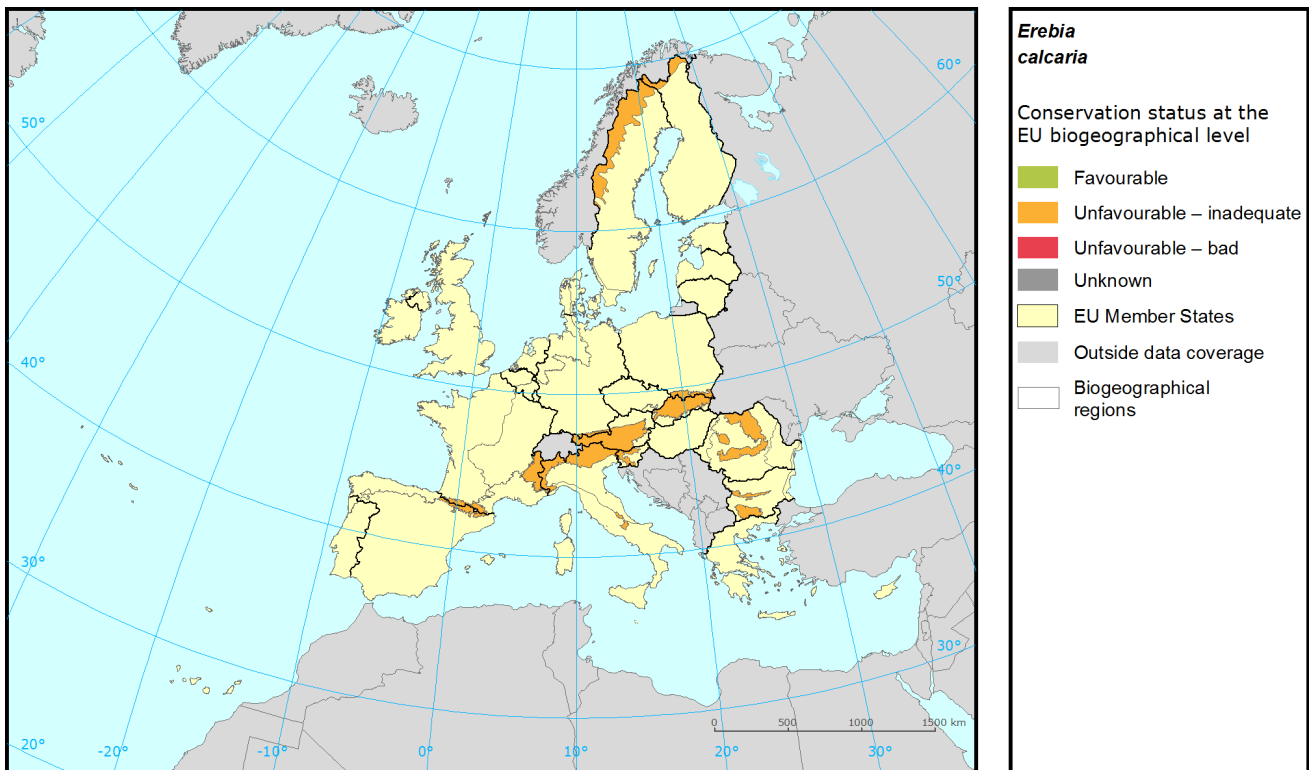 Erebia
calcaria
Conservation status at the
EU biogeographical level
Favourable
Unfavourable – inadequate
Unfavourable – bad
Unknown
EU Member States
Outside data coverage
Biogeographical
regions
60°
50°
50°
40°
40°
30°
30°
20°
-20°
-10°
0°
10°
20°
30°
0
500
1000
1500 km